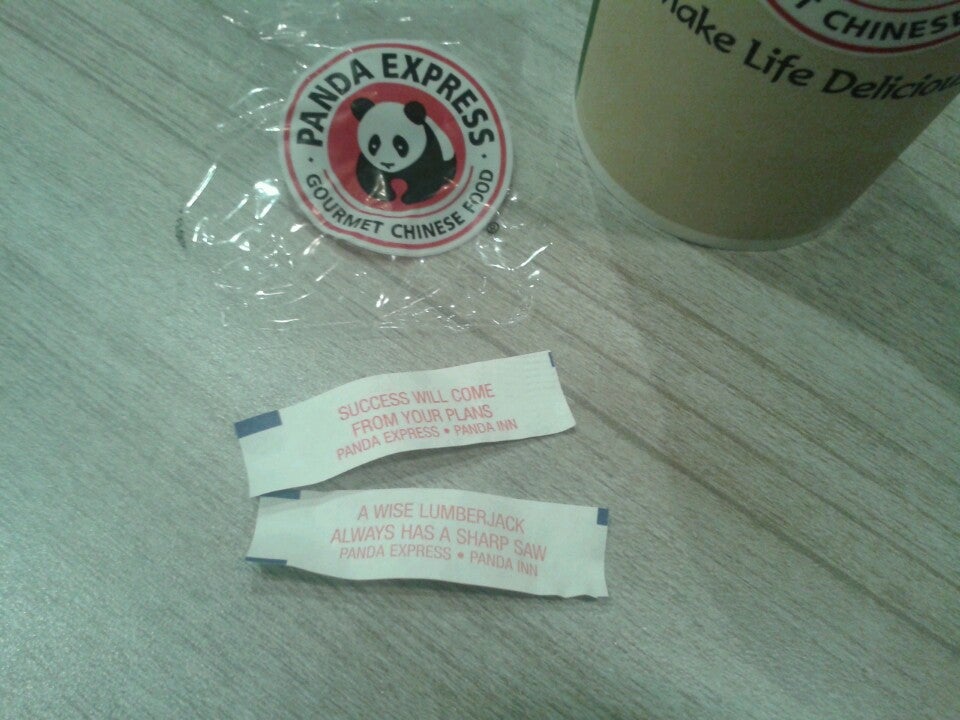 PANDA EXPRESS
GOURMET CHINESE FOOD
®
CHINESE
make Life Delicio
SUCCESS WILL COME
FROM YOUR PLANS
PANDA EXPRESS • PANDA INN
A WISE LUMBERJACK
ALWAYS HAS A SHARP SAW
PANDA EXPRESS • PANDA INN